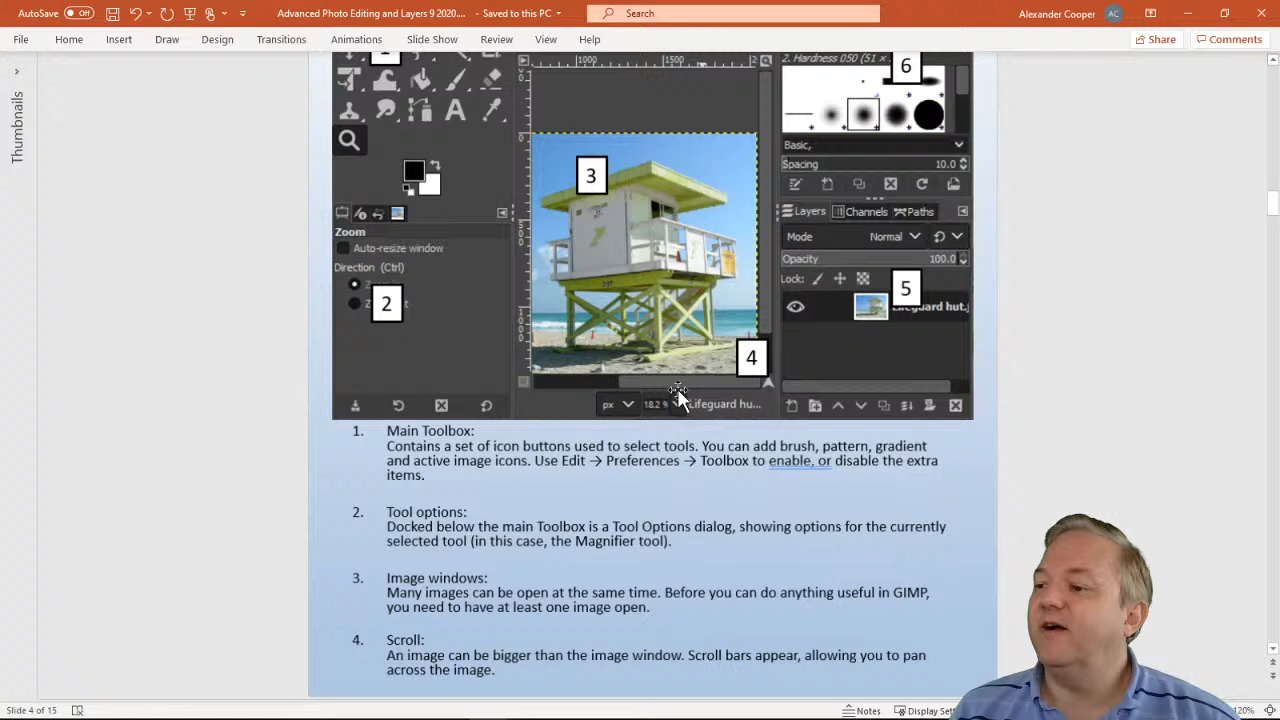 AutoSave Off
Advanced Photo Editing and Layers 9 2020.... - Saved to this PC
Search
Alexander Cooper AC
File Home Insert Draw Design Transitions Animations Slide Show Review View Help Share Comments
Thumbnails
1000 1500
2. Hardness 050 (51 ×
6
Basic,
Spacing 10.0
3
Layers Channels Paths
Mode Normal
Opacity 100.0
Lock:
5
Lifeguard hut.j
Zoom
Auto-resize window
Direction (Ctrl)
2
4
px 18.2 % Lifeguard hu...
1. Main Toolbox:
Contains a set of icon buttons used to select tools. You can add brush, pattern, gradient
and active image icons. Use Edit → Preferences → Toolbox to enable, or disable the extra
items.
2. Tool options:
Docked below the main Toolbox is a Tool Options dialog, showing options for the currently
selected tool (in this case, the Magnifier tool).
3. Image windows:
Many images can be open at the same time. Before you can do anything useful in GIMP,
you need to have at least one image open.
4. Scroll:
An image can be bigger than the image window. Scroll bars appear, allowing you to pan
across the image.
Slide 4 of 15
Notes
Display Set
120%